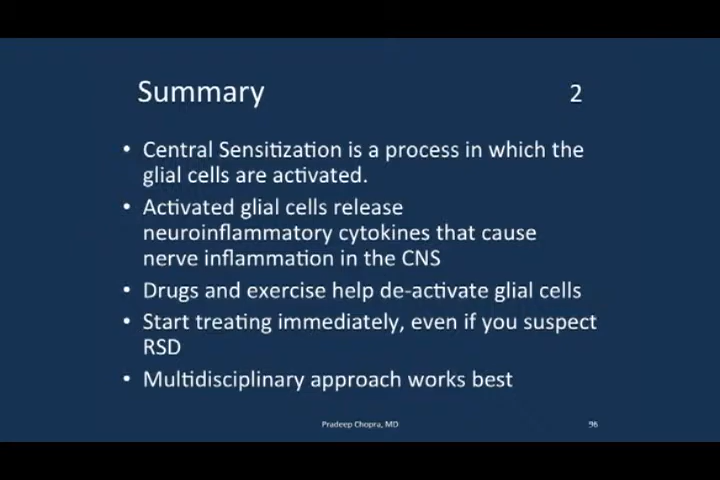 Summary 2
• Central Sensitization is a process in which the
glial cells are activated.
• Activated glial cells release
neuroinflammatory cytokines that cause
nerve inflammation in the CNS
• Drugs and exercise help de-activate glial cells
• Start treating immediately, even if you suspect
RSD
• Multidisciplinary approach works best
Pradeep Chopra, MD 96